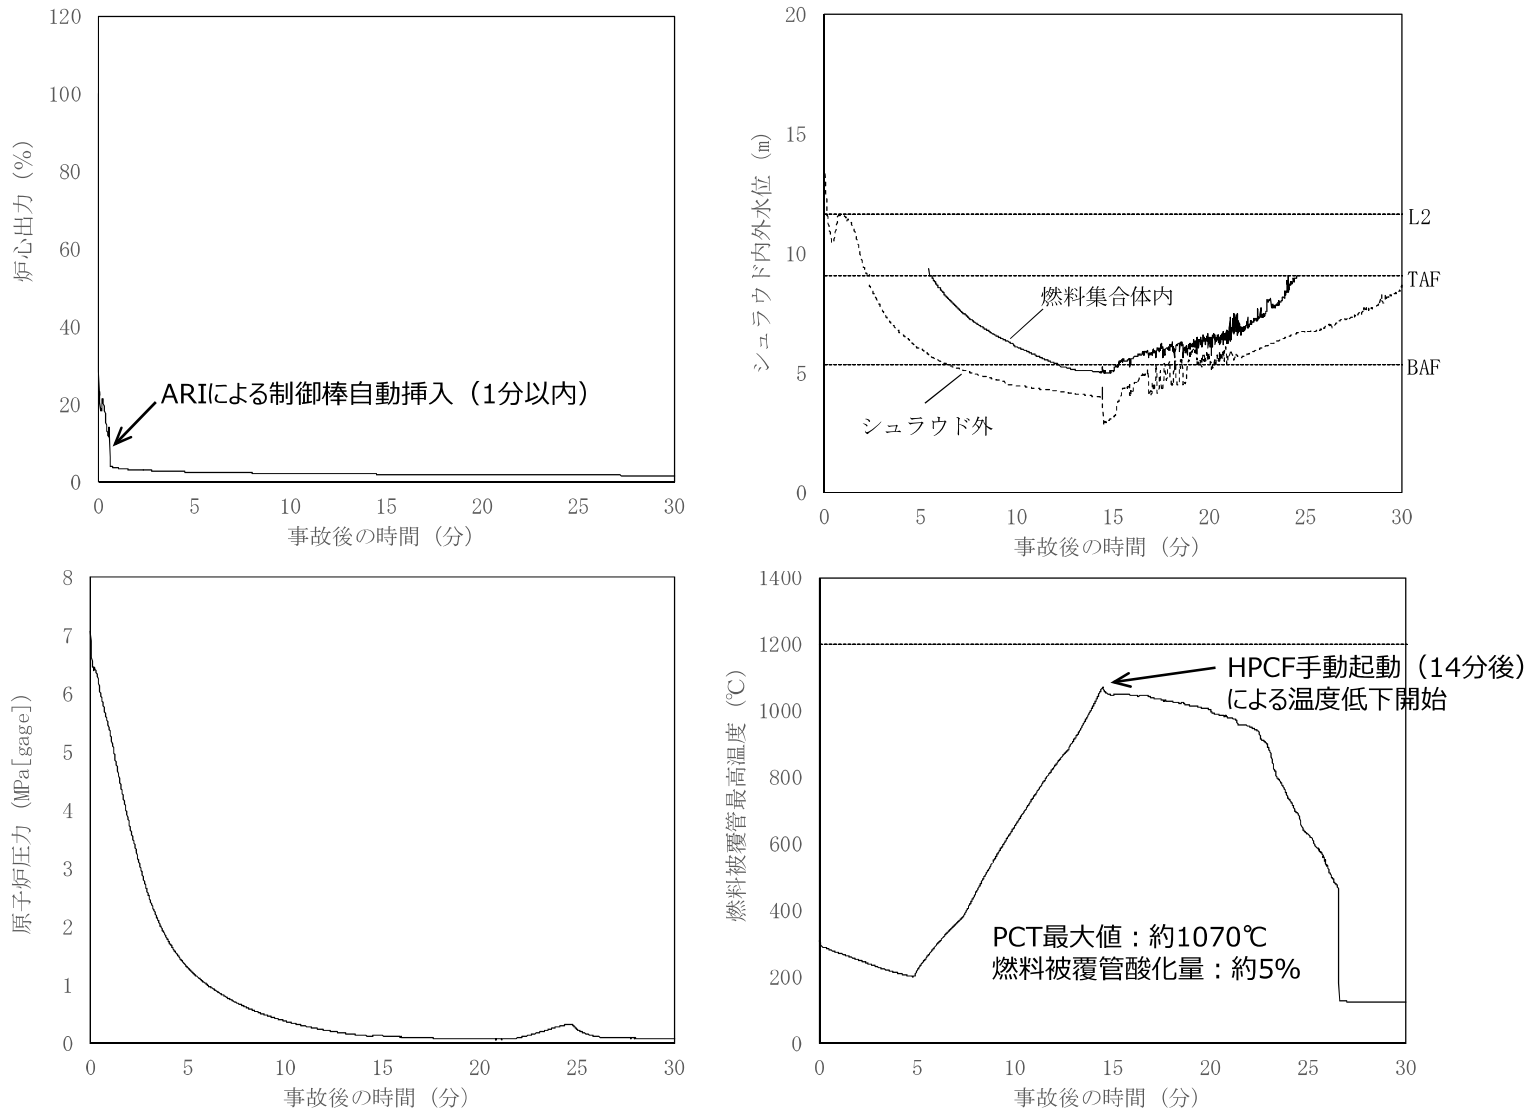 120
100
80
60
40
20
0
炉心出力 (%)
ARIによる制御棒自動挿入（1分以内）
0 5 10 15 20 25 30
事故後の時間 (分)
20
15
10
5
0
シュラウド内外水位 (m)
L2
TAF
BAF
燃料集合体内
シュラウド外
0 5 10 15 20 25 30
事故後の時間 (分)
8
7
6
5
4
3
2
1
0
原子炉圧力 (MPa[gage])
0 5 10 15 20 25 30
事故後の時間 (分)
1400
1200
1000
800
600
400
200
0
燃料被覆管最高温度 (℃)
HPCF手動起動（14分後）
による温度低下開始
PCT最大値：約1070℃
燃料被覆管酸化量：約5%
0 5 10 15 20 25 30
事故後の時間 (分)